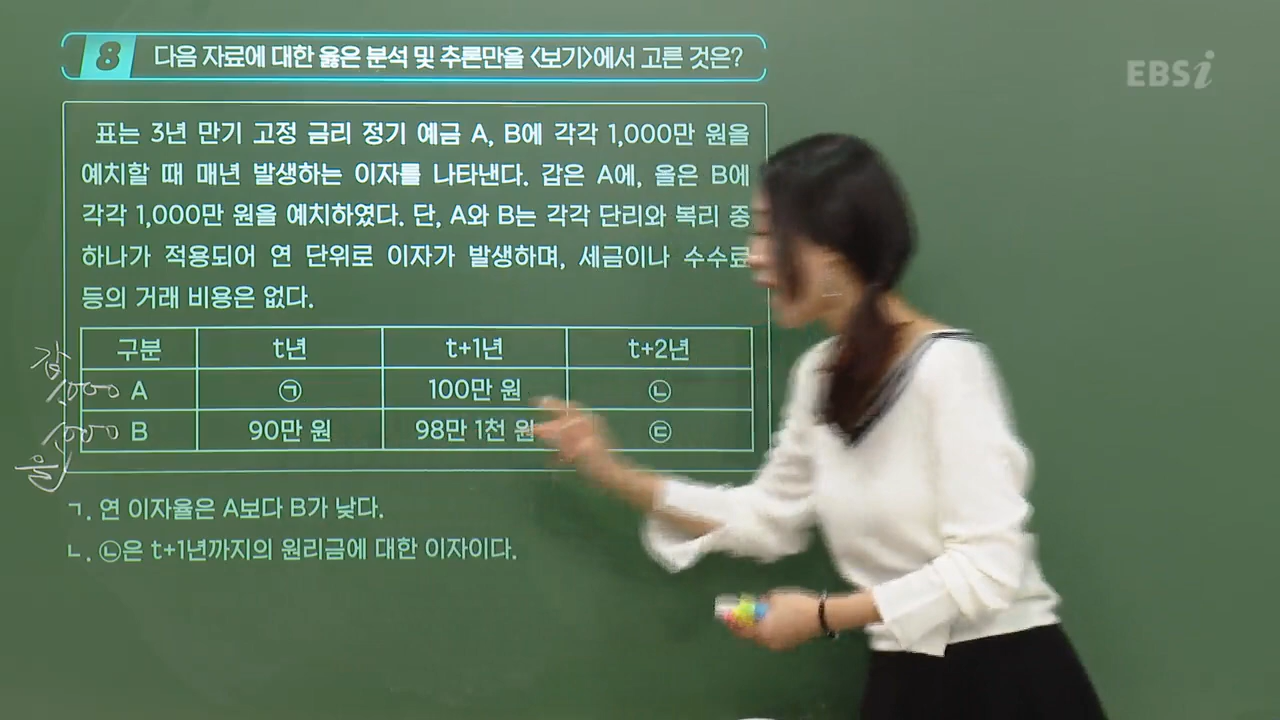 8 다음 자료에 대한 옳은 분석 및 추론만을 <보기>에서 고른 것은?
EBSi
표는 3년 만기 고정 금리 정기 예금 A, B에 각각 1,000만 원을
예치할 때 매년 발생하는 이자를 나타낸다. 갑은 A에, 을은 B에
각각 1,000만 원을 예치하였다. 단, A와 B는 각각 단리와 복리 중
하나가 적용되어 연 단위로 이자가 발생하며, 세금이나 수수료
등의 거래 비용은 없다.
구분 t년 t+1년 t+2년
갑
1,000 A ㉠ 100만 원 ㉡
1,000 B 90만 원 98만 1천 원 ㉢
을
ㄱ. 연 이자율은 A보다 B가 낮다.
ㄴ. ㉡은 t+1년까지의 원리금에 대한 이자이다.